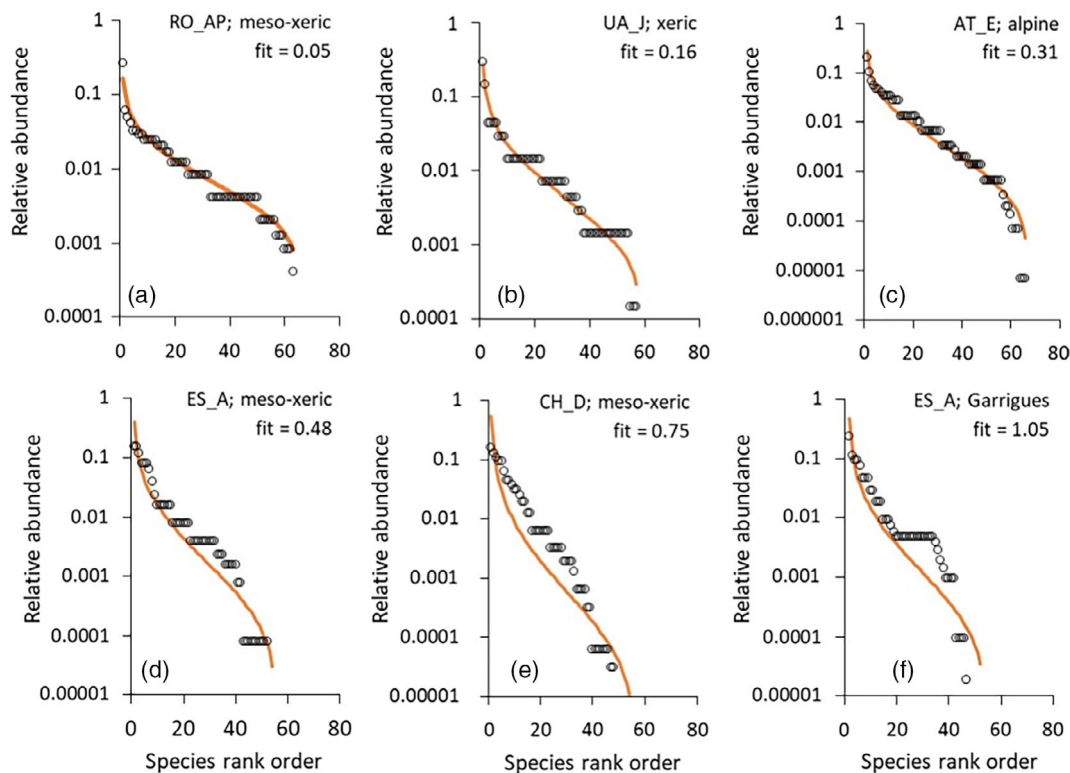 RO_AP; meso-xeric
fit = 0.05
Relative abundance
1
0.1
0.01
0.001
0.0001
(a)
0 20 40 60 80
UA_J; xeric
fit = 0.16
Relative abundance
1
0.1
0.01
0.001
0.0001
(b)
0 20 40 60 80
AT_E; alpine
fit = 0.31
Relative abundance
1
0.1
0.01
0.001
0.0001
0.00001
0.000001
(c)
0 20 40 60 80
ES_A; meso-xeric
fit = 0.48
Relative abundance
1
0.1
0.01
0.001
0.0001
0.00001
(d)
0 20 40 60 80
Species rank order
CH_D; meso-xeric
fit = 0.75
Relative abundance
1
0.1
0.01
0.001
0.0001
0.00001
(e)
0 20 40 60 80
Species rank order
ES_A; Garrigues
fit = 1.05
Relative abundance
1
0.1
0.01
0.001
0.0001
0.00001
(f)
0 20 40 60 80
Species rank order